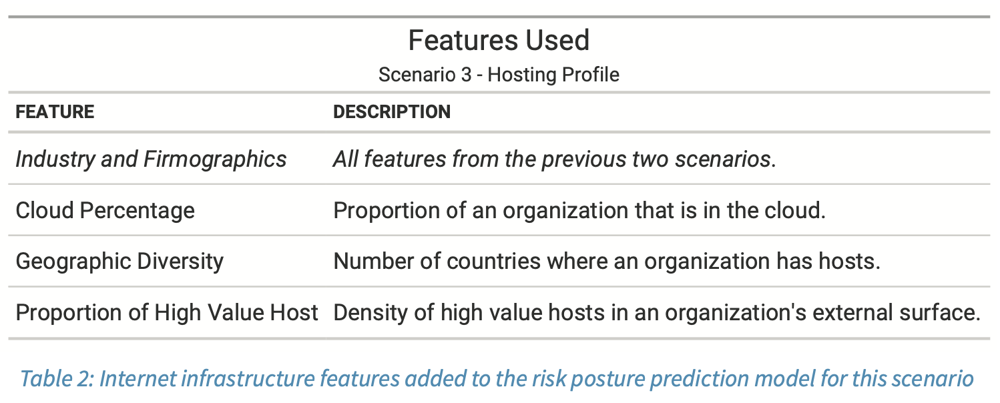 Features Used
Scenario 3 - Hosting Profile
FEATURE DESCRIPTION
Industry and Firmographics All features from the previous two scenarios.
Cloud Percentage Proportion of an organization that is in the cloud.
Geographic Diversity Number of countries where an organization has hosts.
Proportion of High Value Host Density of high value hosts in an organization's external surface.
Table 2: Internet infrastructure features added to the risk posture prediction model for this scenario